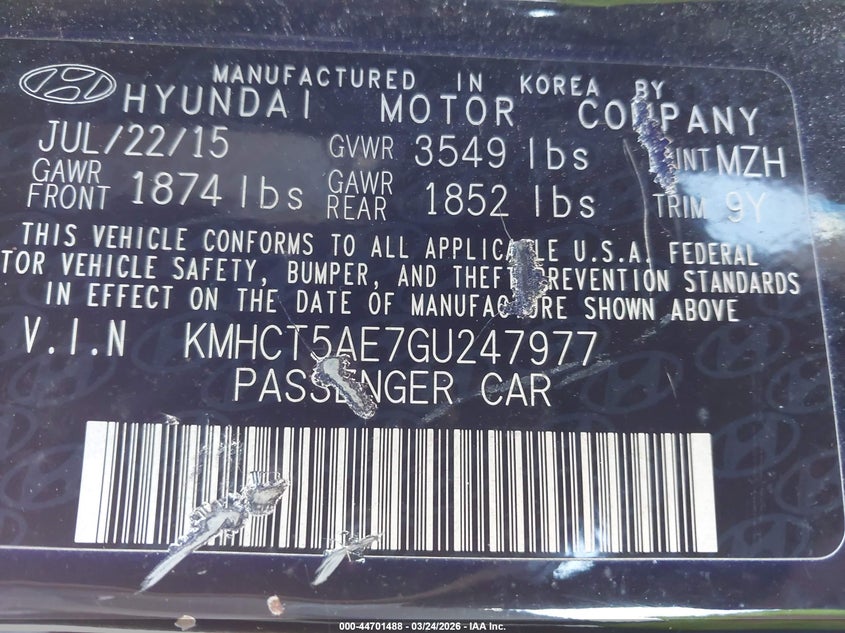 MANUFACTURED IN KOREA BY
HYUNDAI MOTOR COMPANY
JUL/22/15 GVWR 3549 lbs INT MZH
GAWR FRONT 1874 lbs GAWR REAR 1852 lbs TRIM 9Y
THIS VEHICLE CONFORMS TO ALL APPLICABLE U.S.A. FEDERAL
TOR VEHICLE SAFETY, BUMPER, AND THEFT PREVENTION STANDARDS
IN EFFECT ON THE DATE OF MANUFACTURE SHOWN ABOVE
V.I.N KMHCT5AE7GU247977
PASSENGER CAR
000-44701488 - 03/24/2026 - IAA Inc.